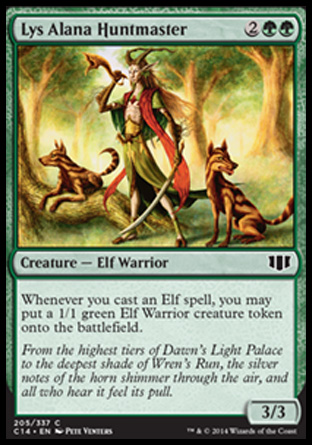 Lys Alana Huntmaster 2
Creature — Elf Warrior
Whenever you cast an Elf spell, you may
put a 1/1 green Elf Warrior creature token
onto the battlefield.
From the highest tiers of Dawn's Light Palace
to the deepest shade of Wren's Run, the silver
notes of the horn shimmer through the air, and
all who hear it feel its pull.
3/3
205/337 C
C14 • EN Pete Venters
™ & © 2014 Wizards of the Coast